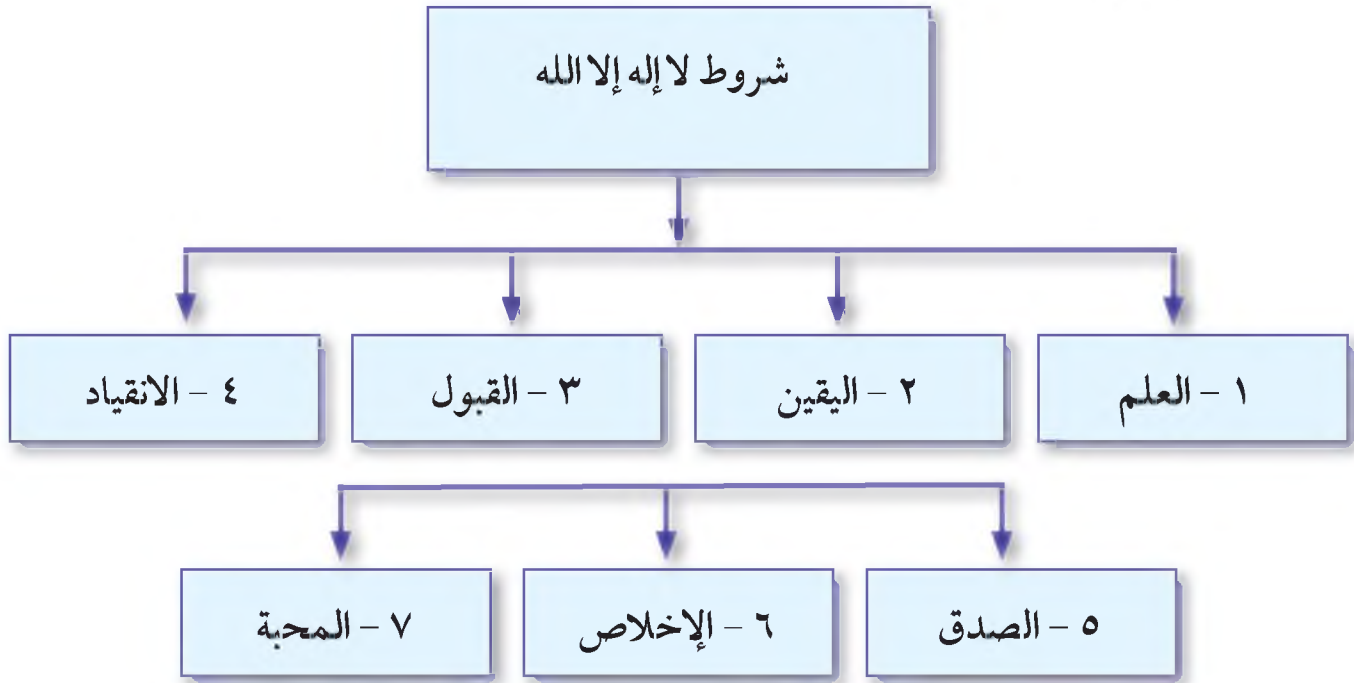 شروط لا إله إلا الله
١ - العلم
٢ - اليقين
٣ - القبول
٤ - الانقياد
٥ - الصدق
٦ - الإخلاص
٧ - المحبة